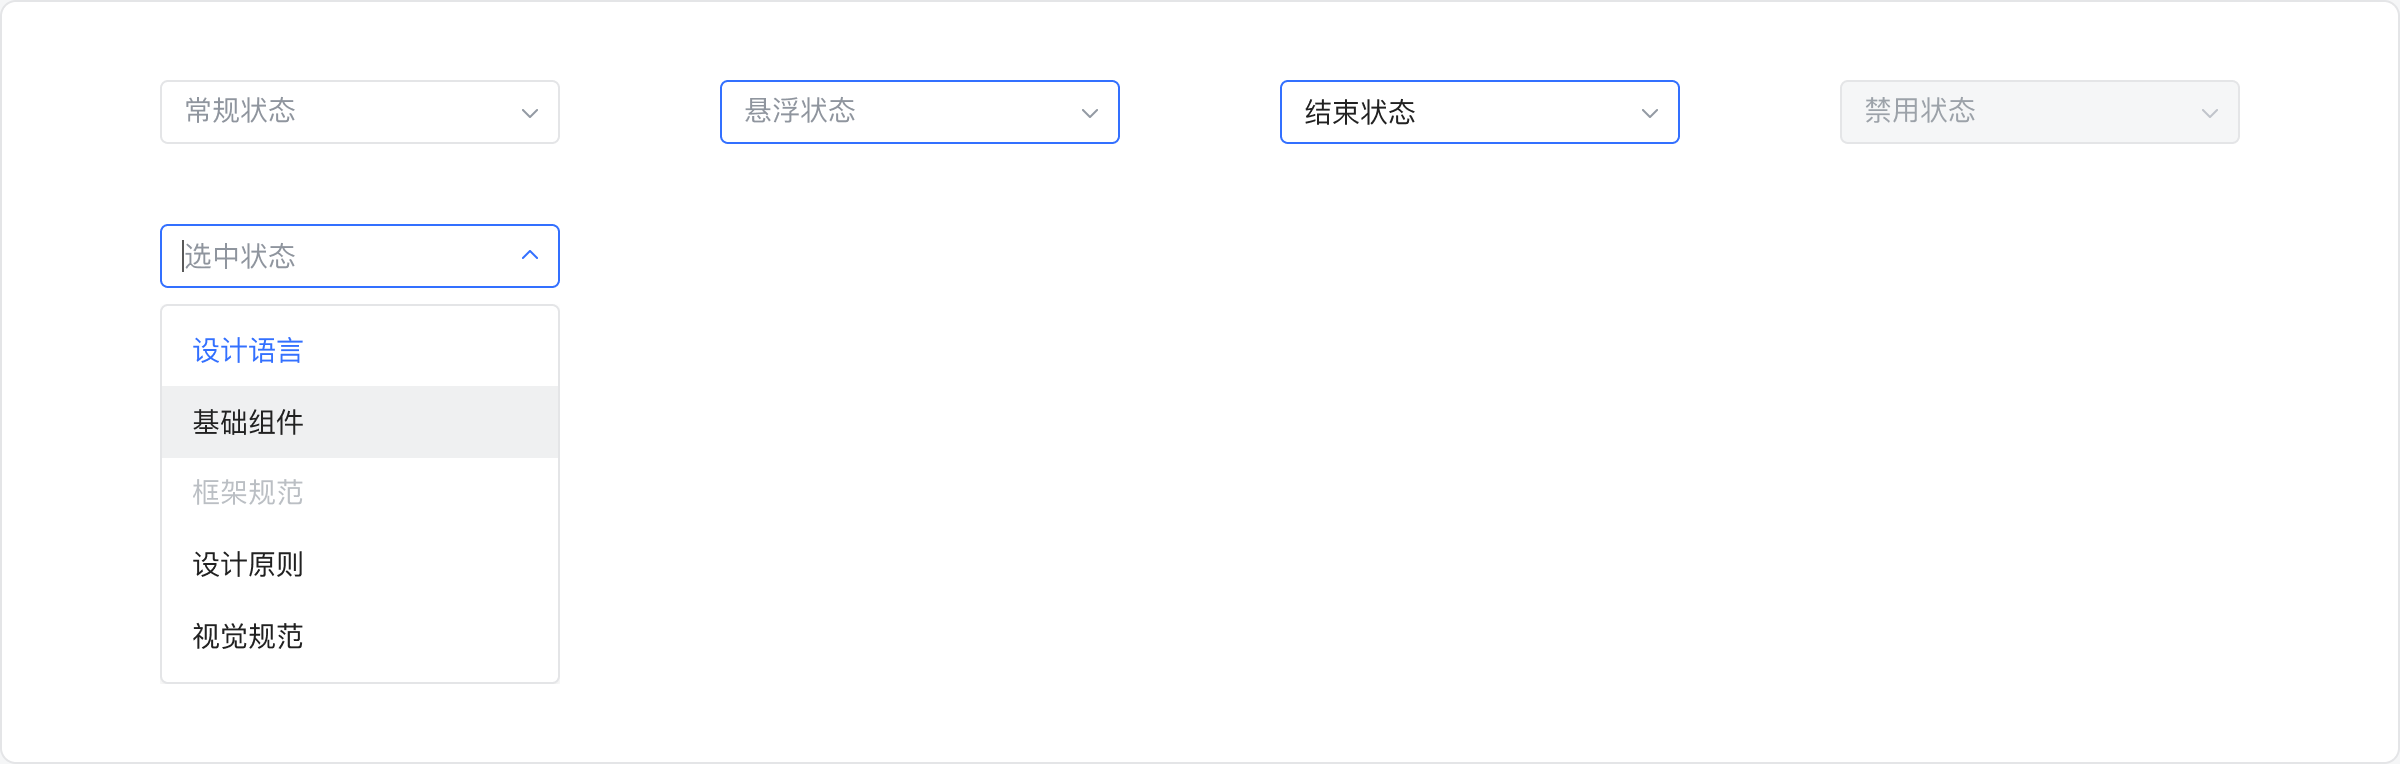 常规状态
悬浮状态
结束状态
禁用状态
选中状态
设计语言
基础组件
框架规范
设计原则
视觉规范